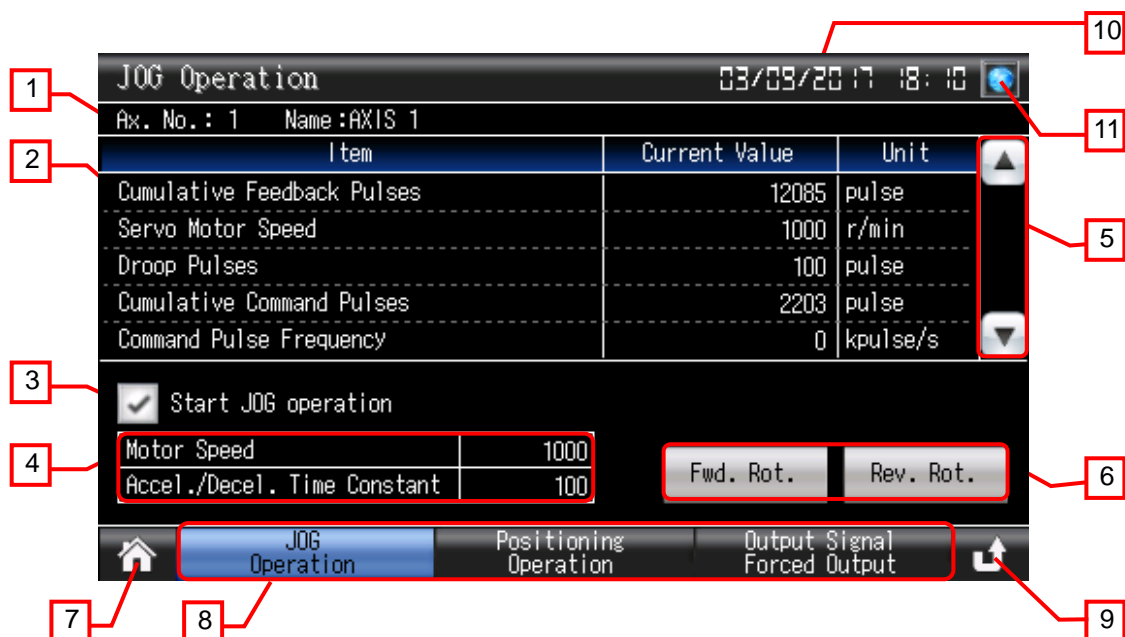 10
JOG Operation 03/03/2017 18:10
1
11
Ax. No.: 1 Name:AXIS 1
2
Item Current Value Unit
Cumulative Feedback Pulses 12085 pulse
Servo Motor Speed 1000 r/min
5
Droop Pulses 100 pulse
Cumulative Command Pulses 2203 pulse
Command Pulse Frequency 0 kpulse/s
3
Start JOG operation
4
Motor Speed 1000
Accel./Decel. Time Constant 100
Fwd. Rot. Rev. Rot.
6
JOG Operation
Positioning Operation
Output Signal Forced Output
7
8
9